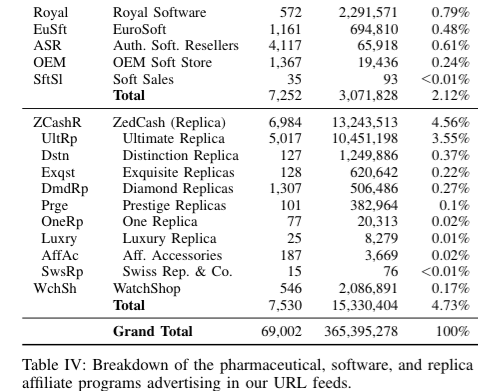 Royal Royal Software 572 2,291,571 0.79%
EuSft EuroSoft 1,161 694,810 0.48%
ASR Auth. Soft. Resellers 4,117 65,918 0.61%
OEM OEM Soft Store 1,367 19,436 0.24%
SftSl Soft Sales 35 93 <0.01%
Total 7,252 3,071,828 2.12%
ZCashR ZedCash (Replica) 6,984 13,243,513 4.56%
UltRp Ultimate Replica 5,017 10,451,198 3.55%
Dstn Distinction Replica 127 1,249,886 0.37%
Exqst Exquisite Replicas 128 620,642 0.22%
DmdRp Diamond Replicas 1,307 506,486 0.27%
Prge Prestige Replicas 101 382,964 0.1%
OneRp One Replica 77 20,313 0.02%
Luxry Luxury Replica 25 8,279 0.01%
AffAc Aff. Accessories 187 3,669 0.02%
SwsRp Swiss Rep. & Co. 15 76 <0.01%
WchSh WatchShop 546 2,086,891 0.17%
Total 7,530 15,330,404 4.73%
Grand Total 69,002 365,395,278 100%
Table IV: Breakdown of the pharmaceutical, software, and replica
affiliate programs advertising in our URL feeds.